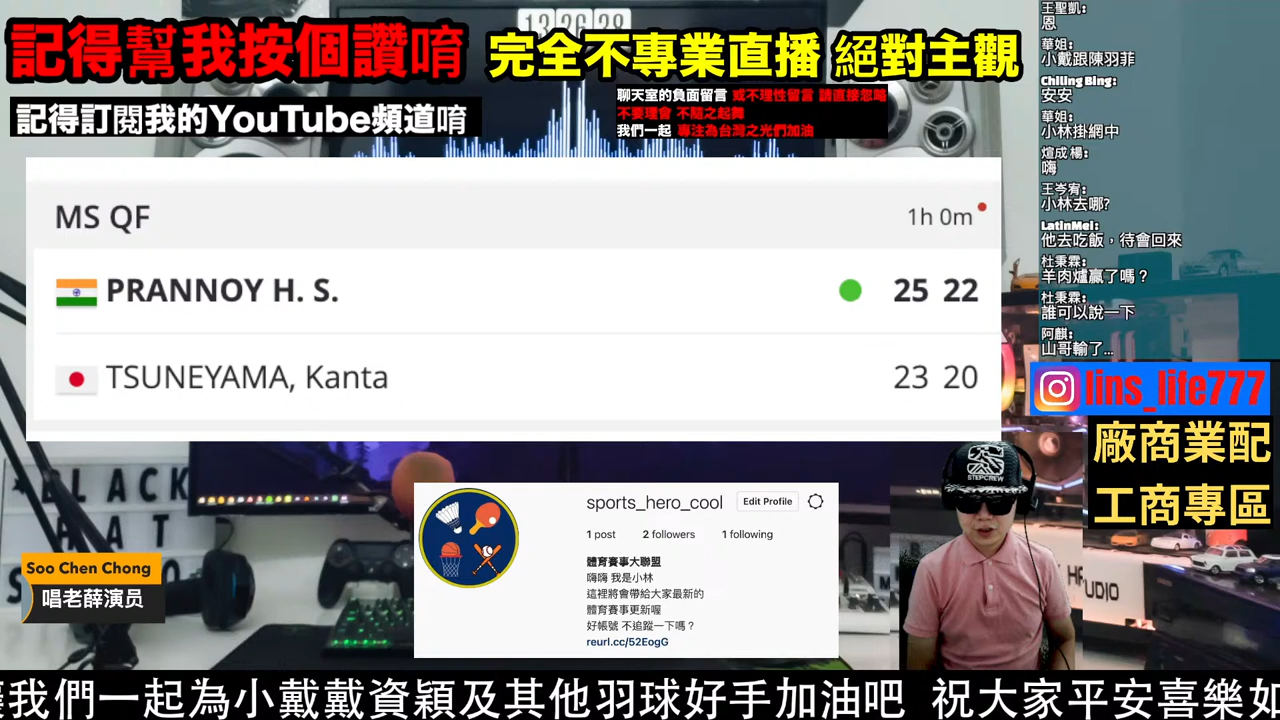 13 26 28
記得幫我按個讚唷
完全不專業直播 絕對主觀
記得訂閱我的YouTube頻道唷
聊天室的負面留言 或不理性留言 請直接忽略
不要理會 不隨之起舞
我們一起 專注為台灣之光們加油
MS QF
1h 0m
PRANNOY H. S.
25 22
TSUNEYAMA, Kanta
23 20
王聖凱:
恩
華姐:
小戴跟陳羽菲
Chiling Bing:
安安
華姐:
小林掛網中
煊成楊:
嗨
王岑宥:
小林去哪?
LatinMei:
他去吃飯，待會回來
杜秉霖:
羊肉爐贏了嗎？
杜秉霖:
誰可以說一下
阿麒:
山哥輸了...
lins_life777
廠商業配
工商專區
STEPCREW
BLACK
HAT
sports_hero_cool
Edit Profile
1 post
2 followers
1 following
體育賽事大聯盟
嗨嗨 我是小林
這裡將會帶給大家最新的
體育賽事更新喔
好帳號 不追蹤一下嗎？
reurl.cc/52EogG
Soo Chen Chong
唱老薛演员
我們一起為小戴戴資穎及其他羽球好手加油吧 祝大家平安喜樂如